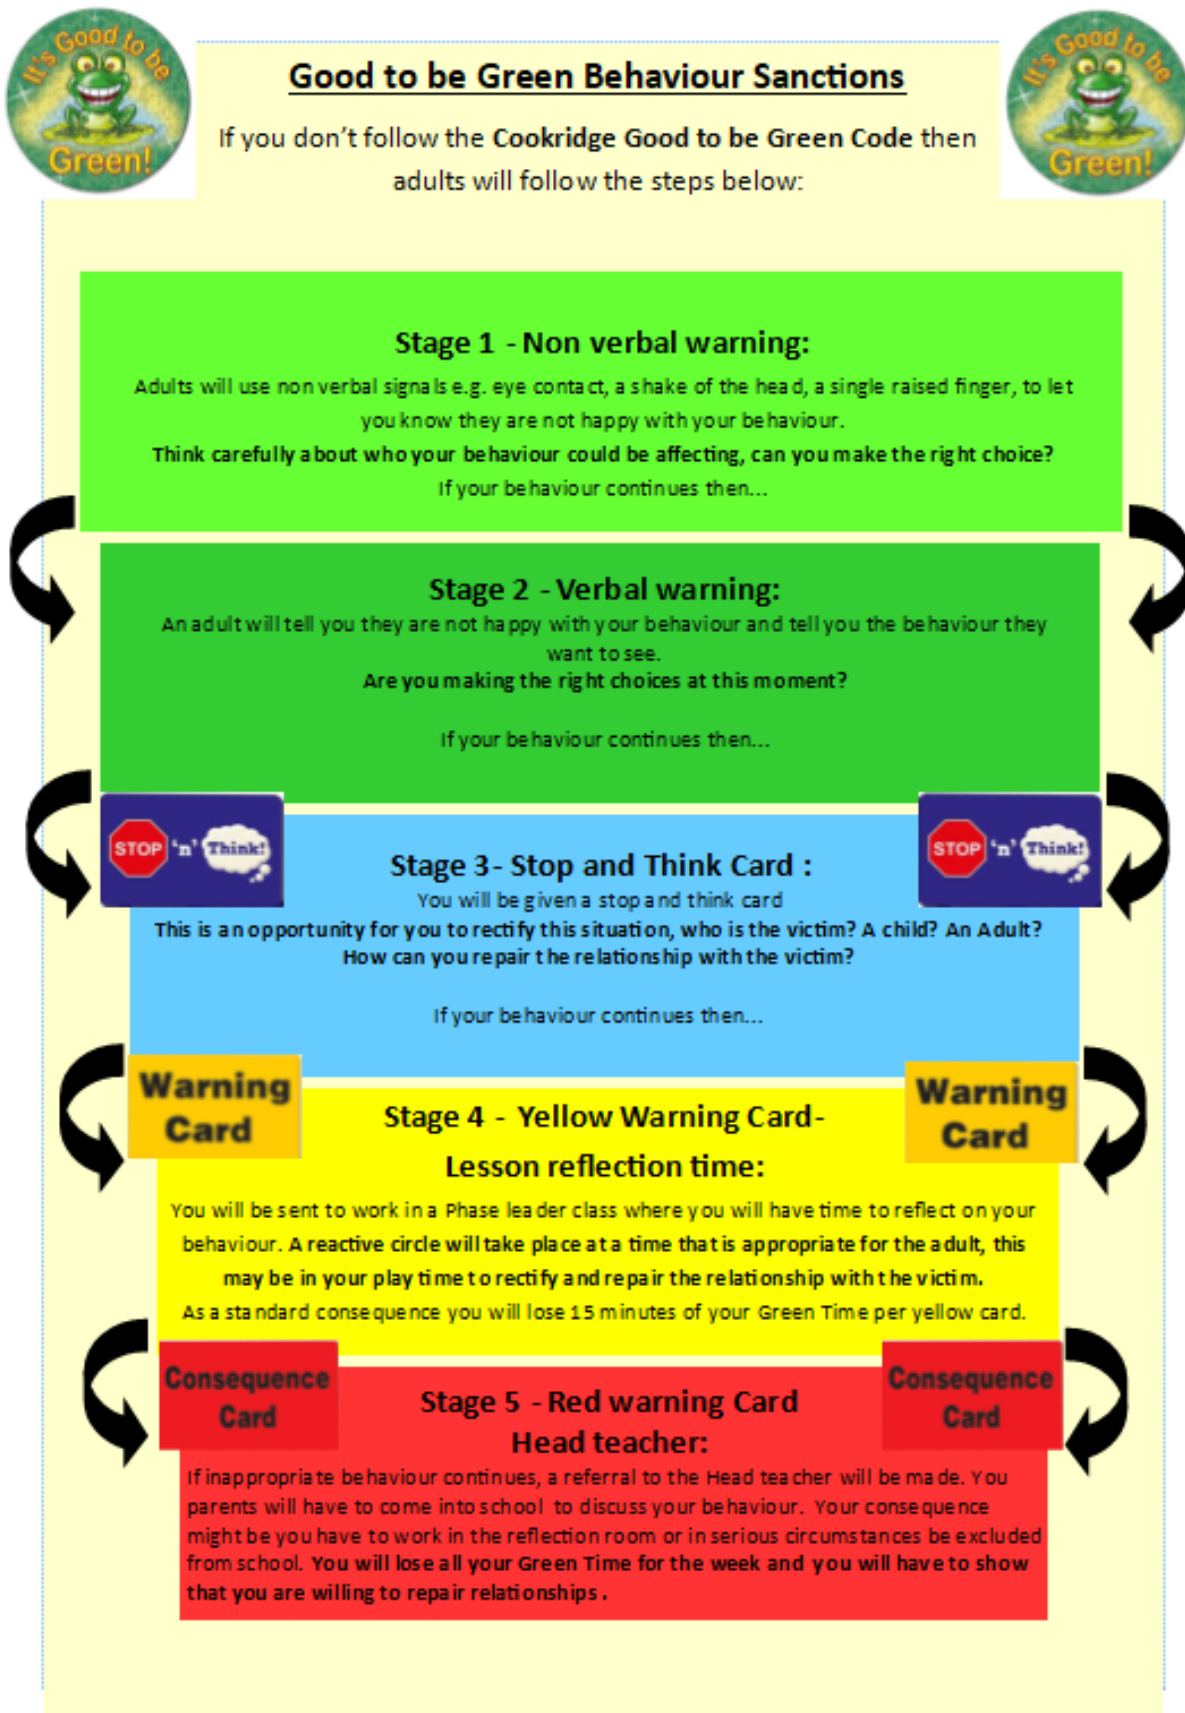 It's Good to be
Green!
It's Good to be
Green!
Good to be Green Behaviour Sanctions
If you don't follow the Cookridge Good to be Green Code then
adults will follow the steps below:
Stage 1 - Non verbal warning:
Adults will use non verbal signals e.g. eye contact, a shake of the head, a single raised finger, to let
you know they are not happy with your behaviour.
Think carefully about who your behaviour could be affecting, can you make the right choice?
If your behaviour continues then...
Stage 2 - Verbal warning:
An adult will tell you they are not happy with your behaviour and tell you the behaviour they
want to see.
Are you making the right choices at this moment?
If your behaviour continues then...
STOP 'n' Think!
STOP 'n' Think!
Stage 3- Stop and Think Card :
You will be given a stop and think card
This is an opportunity for you to rectify this situation, who is the victim? A child? An Adult?
How can you repair the relationship with the victim?
If your behaviour continues then...
Warning
Card
Warning
Card
Stage 4 - Yellow Warning Card-
Lesson reflection time:
You will be sent to work in a Phase leader class where you will have time to reflect on your
behaviour. A reactive circle will take place at a time that is appropriate for the adult, this
may be in your play time to rectify and repair the relationship with the victim.
As a standard consequence you will lose 15 minutes of your Green Time per yellow card.
Consequence
Card
Consequence
Card
Stage 5 - Red warning Card
Head teacher:
If inappropriate behaviour continues, a referral to the Head teacher will be made. You
parents will have to come into school to discuss your behaviour. Your consequence
might be you have to work in the reflection room or in serious circumstances be excluded
from school. You will lose all your Green Time for the week and you will have to show
that you are willing to repair relationships .